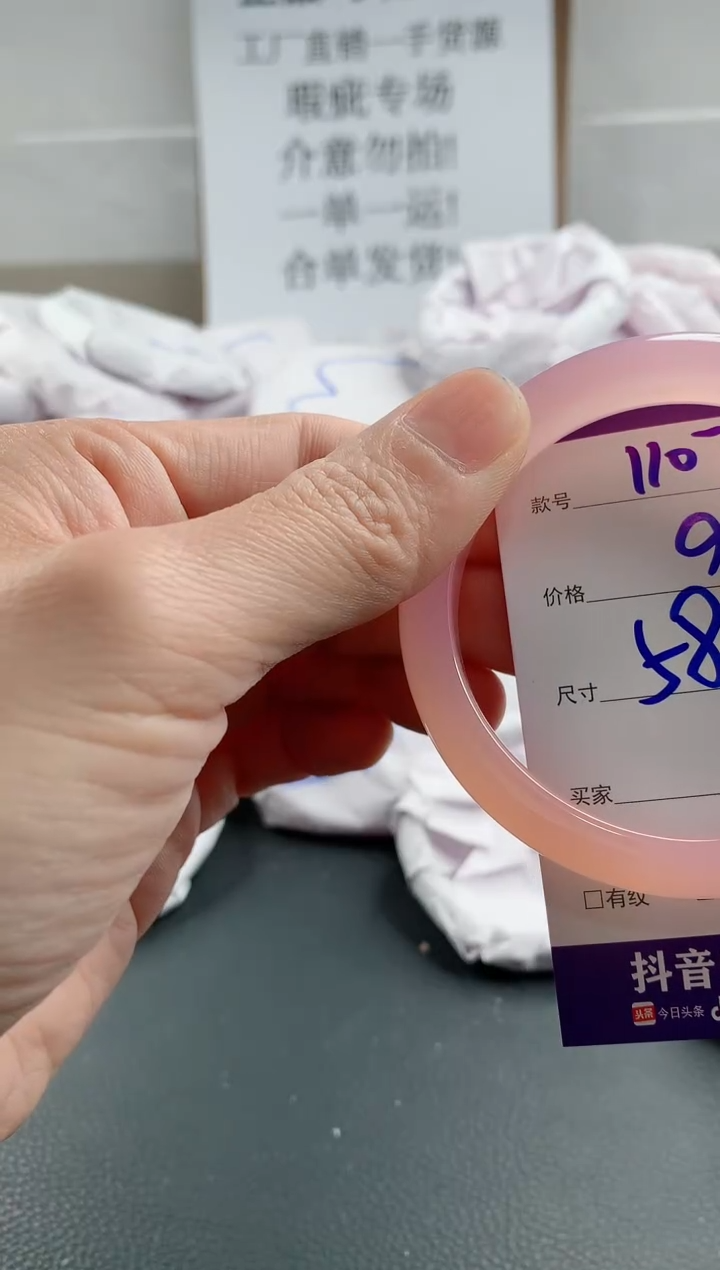 工厂直销一手货源
瑕疵专场
介意勿拍!
一单一运!
合单发货
款号 110
价格 9
尺寸 58
买家
□有纹
抖音
头条 今日头条